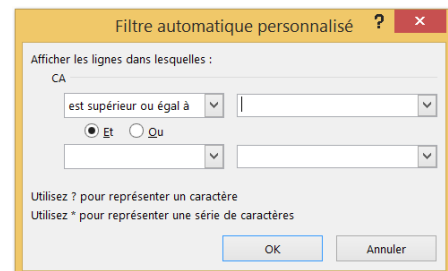 Filtre automatique personnalisé ? ×
Afficher les lignes dans lesquelles :
CA
est supérieur ou égal à
Et Ou
Utilisez ? pour représenter un caractère
Utilisez * pour représenter une série de caractères
OK Annuler